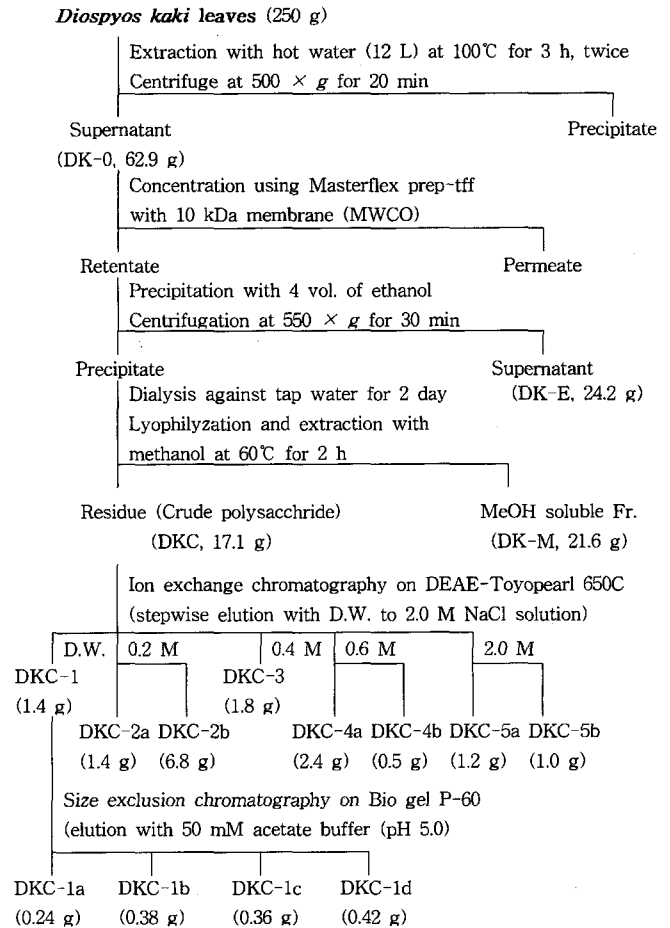 Diospyos kaki leaves (250 g)
Extraction with hot water (12 L) at 100℃ for 3 h, twice
Centrifuge at 500 × g for 20 min
Supernatant Precipitate
(DK-0, 62.9 g)
Concentration using Masterflex prep-tff
with 10 kDa membrane (MWCO)
Retentate Permeate
Precipitation with 4 vol. of ethanol
Centrifugation at 550 × g for 30 min
Precipitate Supernatant
Dialysis against tap water for 2 day (DK-E, 24.2 g)
Lyophilyzation and extraction with
methanol at 60℃ for 2 h
Residue (Crude polysacchride) MeOH soluble Fr.
(DKC, 17.1 g) (DK-M, 21.6 g)
Ion exchange chromatography on DEAE-Toyopearl 650C
(stepwise elution with D.W. to 2.0 M NaCl solution)
D.W. 0.2 M 0.4 M 0.6 M 2.0 M
DKC-1 DKC-3
(1.4 g) (1.8 g)
DKC-2a DKC-2b DKC-4a DKC-4b DKC-5a DKC-5b
(1.4 g) (6.8 g) (2.4 g) (0.5 g) (1.2 g) (1.0 g)
Size exclusion chromatography on Bio gel P-60
(elution with 50 mM acetate buffer (pH 5.0)
DKC-1a DKC-1b DKC-1c DKC-1d
(0.24 g) (0.38 g) (0.36 g) (0.42 g)